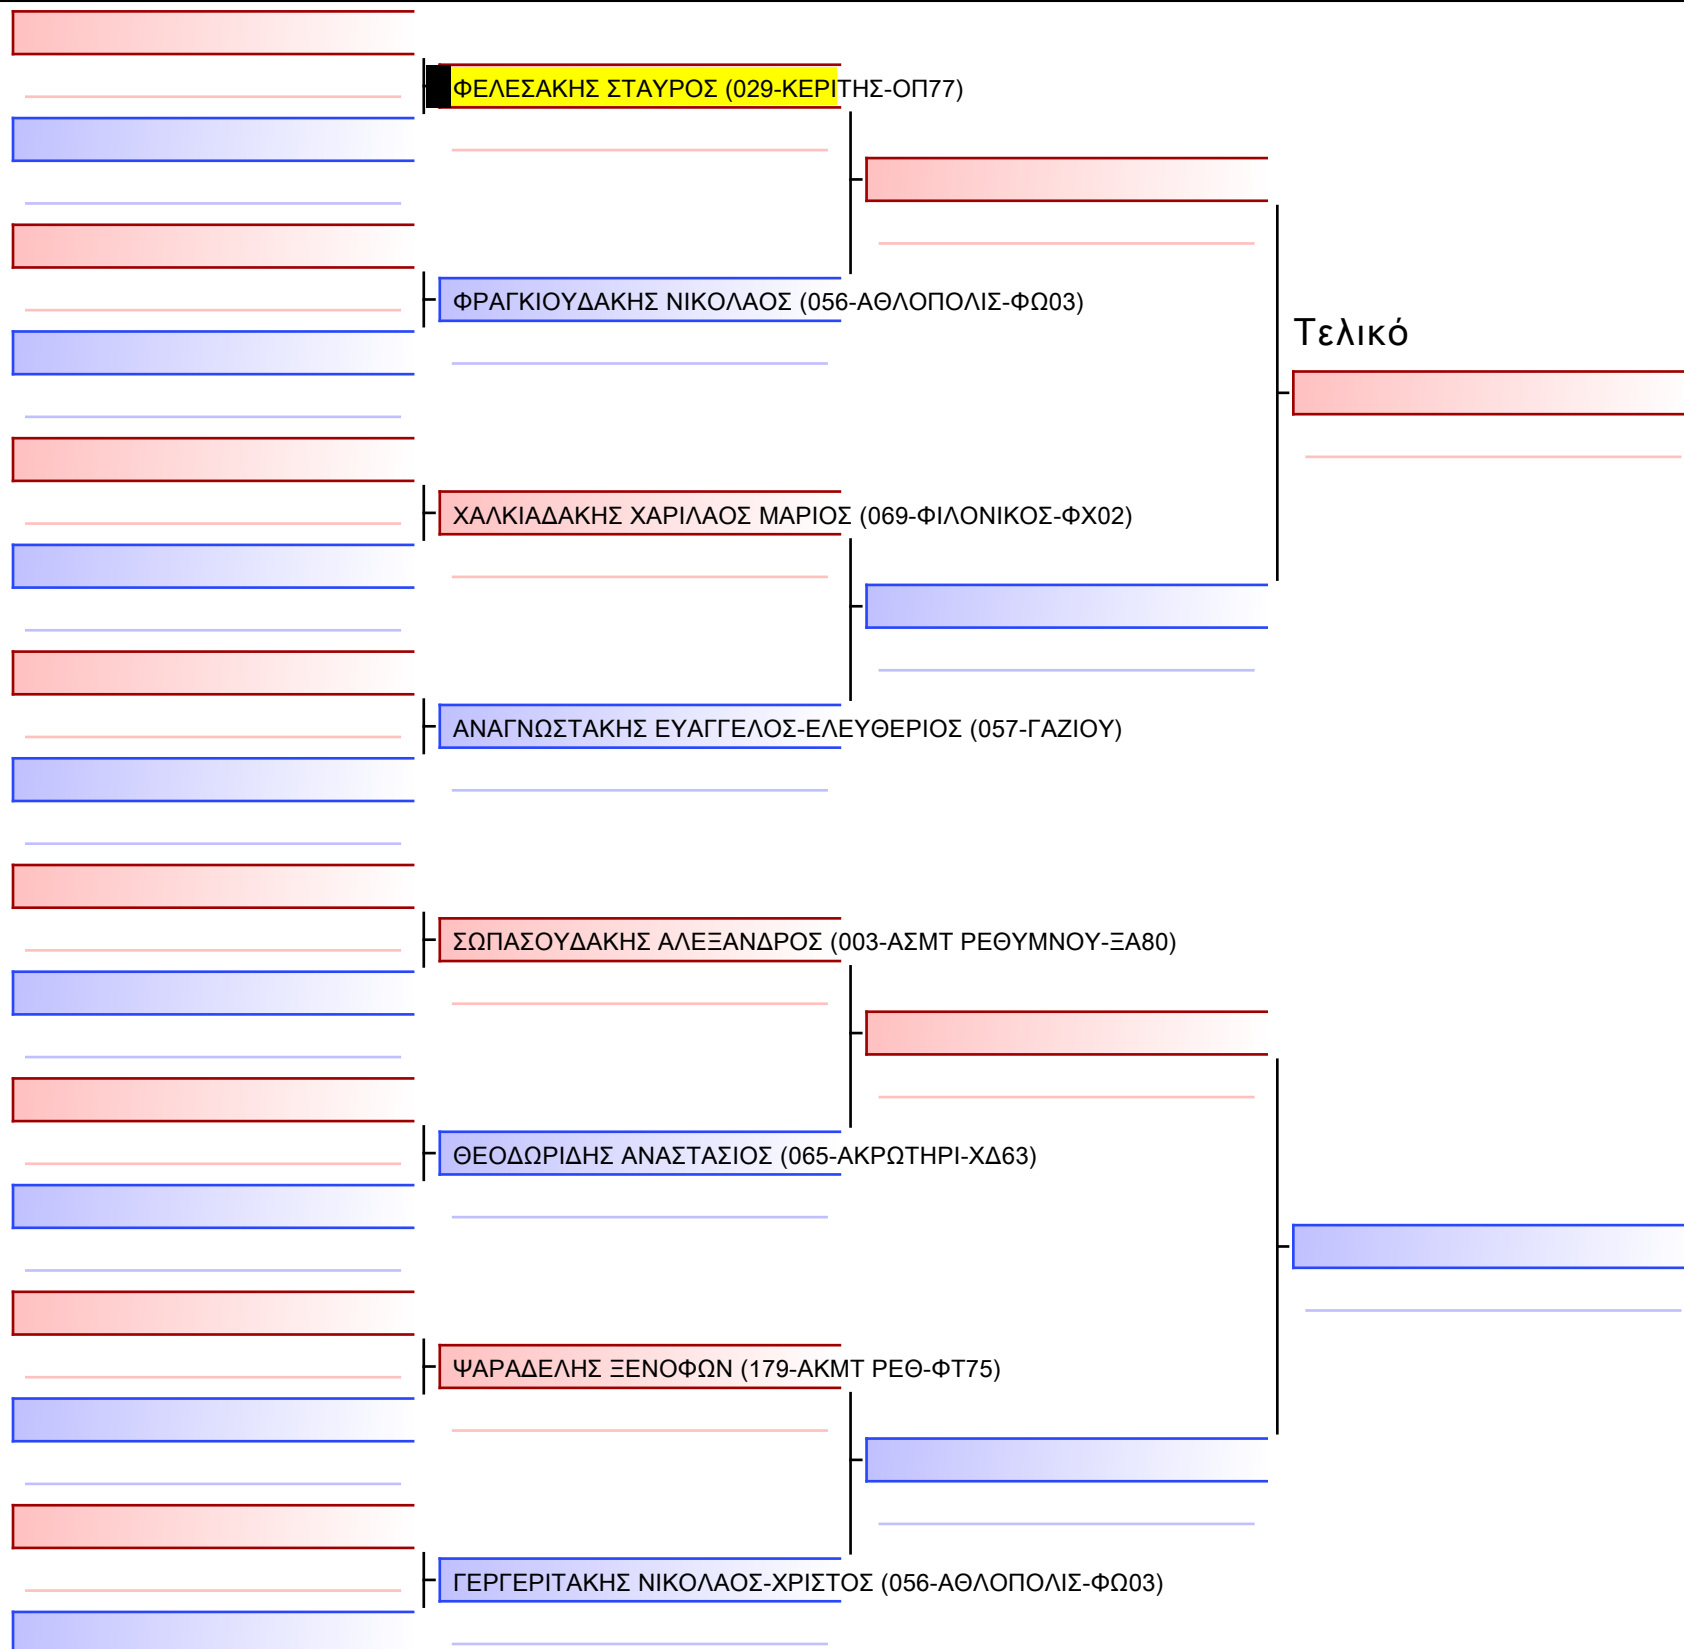 ΦΕΛΕΣΑΚΗΣ ΣΤΑΥΡΟΣ (029-ΚΕΡΙΤΗΣ-ΟΠ77)
ΦΡΑΓΚΙΟΥΔΑΚΗΣ ΝΙΚΟΛΑΟΣ (056-ΑΘΛΟΠΟΛΙΣ-ΦΩ03)
Τελικό
ΧΑΛΚΙΑΔΑΚΗΣ ΧΑΡΙΛΑΟΣ ΜΑΡΙΟΣ (069-ΦΙΛΟΝΙΚΟΣ-ΦΧ02)
ΑΝΑΓΝΩΣΤΑΚΗΣ ΕΥΑΓΓΕΛΟΣ-ΕΛΕΥΘΕΡΙΟΣ (057-ΓΑΖΙΟΥ)
ΣΩΠΑΣΟΥΔΑΚΗΣ ΑΛΕΞΑΝΔΡΟΣ (003-ΑΣΜΤ ΡΕΘΥΜΝΟΥ-ΞΑ80)
ΘΕΟΔΩΡΙΔΗΣ ΑΝΑΣΤΑΣΙΟΣ (065-ΑΚΡΩΤΗΡΙ-ΧΔ63)
ΨΑΡΑΔΕΛΗΣ ΞΕΝΟΦΩΝ (179-ΑΚΜΤ ΡΕΘ-ΦΤ75)
ΓΕΡΓΕΡΙΤΑΚΗΣ ΝΙΚΟΛΑΟΣ-ΧΡΙΣΤΟΣ (056-ΑΘΛΟΠΟΛΙΣ-ΦΩ03)